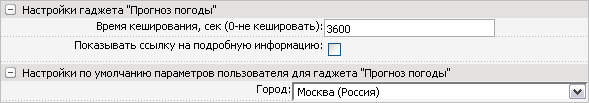 Настройки гаджета "Прогноз погоды"
Время кеширования, сек (0-не кешировать): 3600
Показывать ссылку на подробную информацию:
Настройки по умолчанию параметров пользователя для гаджета "Прогноз погоды"
Город: Москва (Россия)